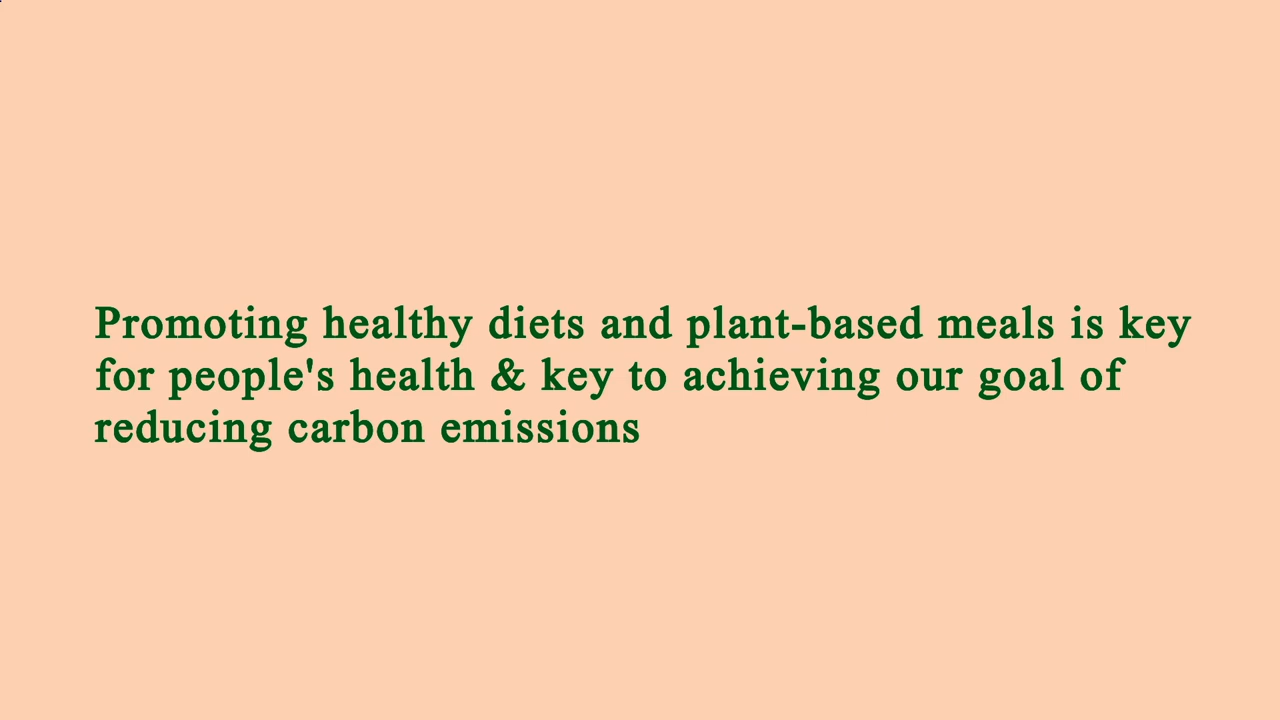 Promoting healthy diets and plant-based meals is key
for people's health & key to achieving our goal of
reducing carbon emissions